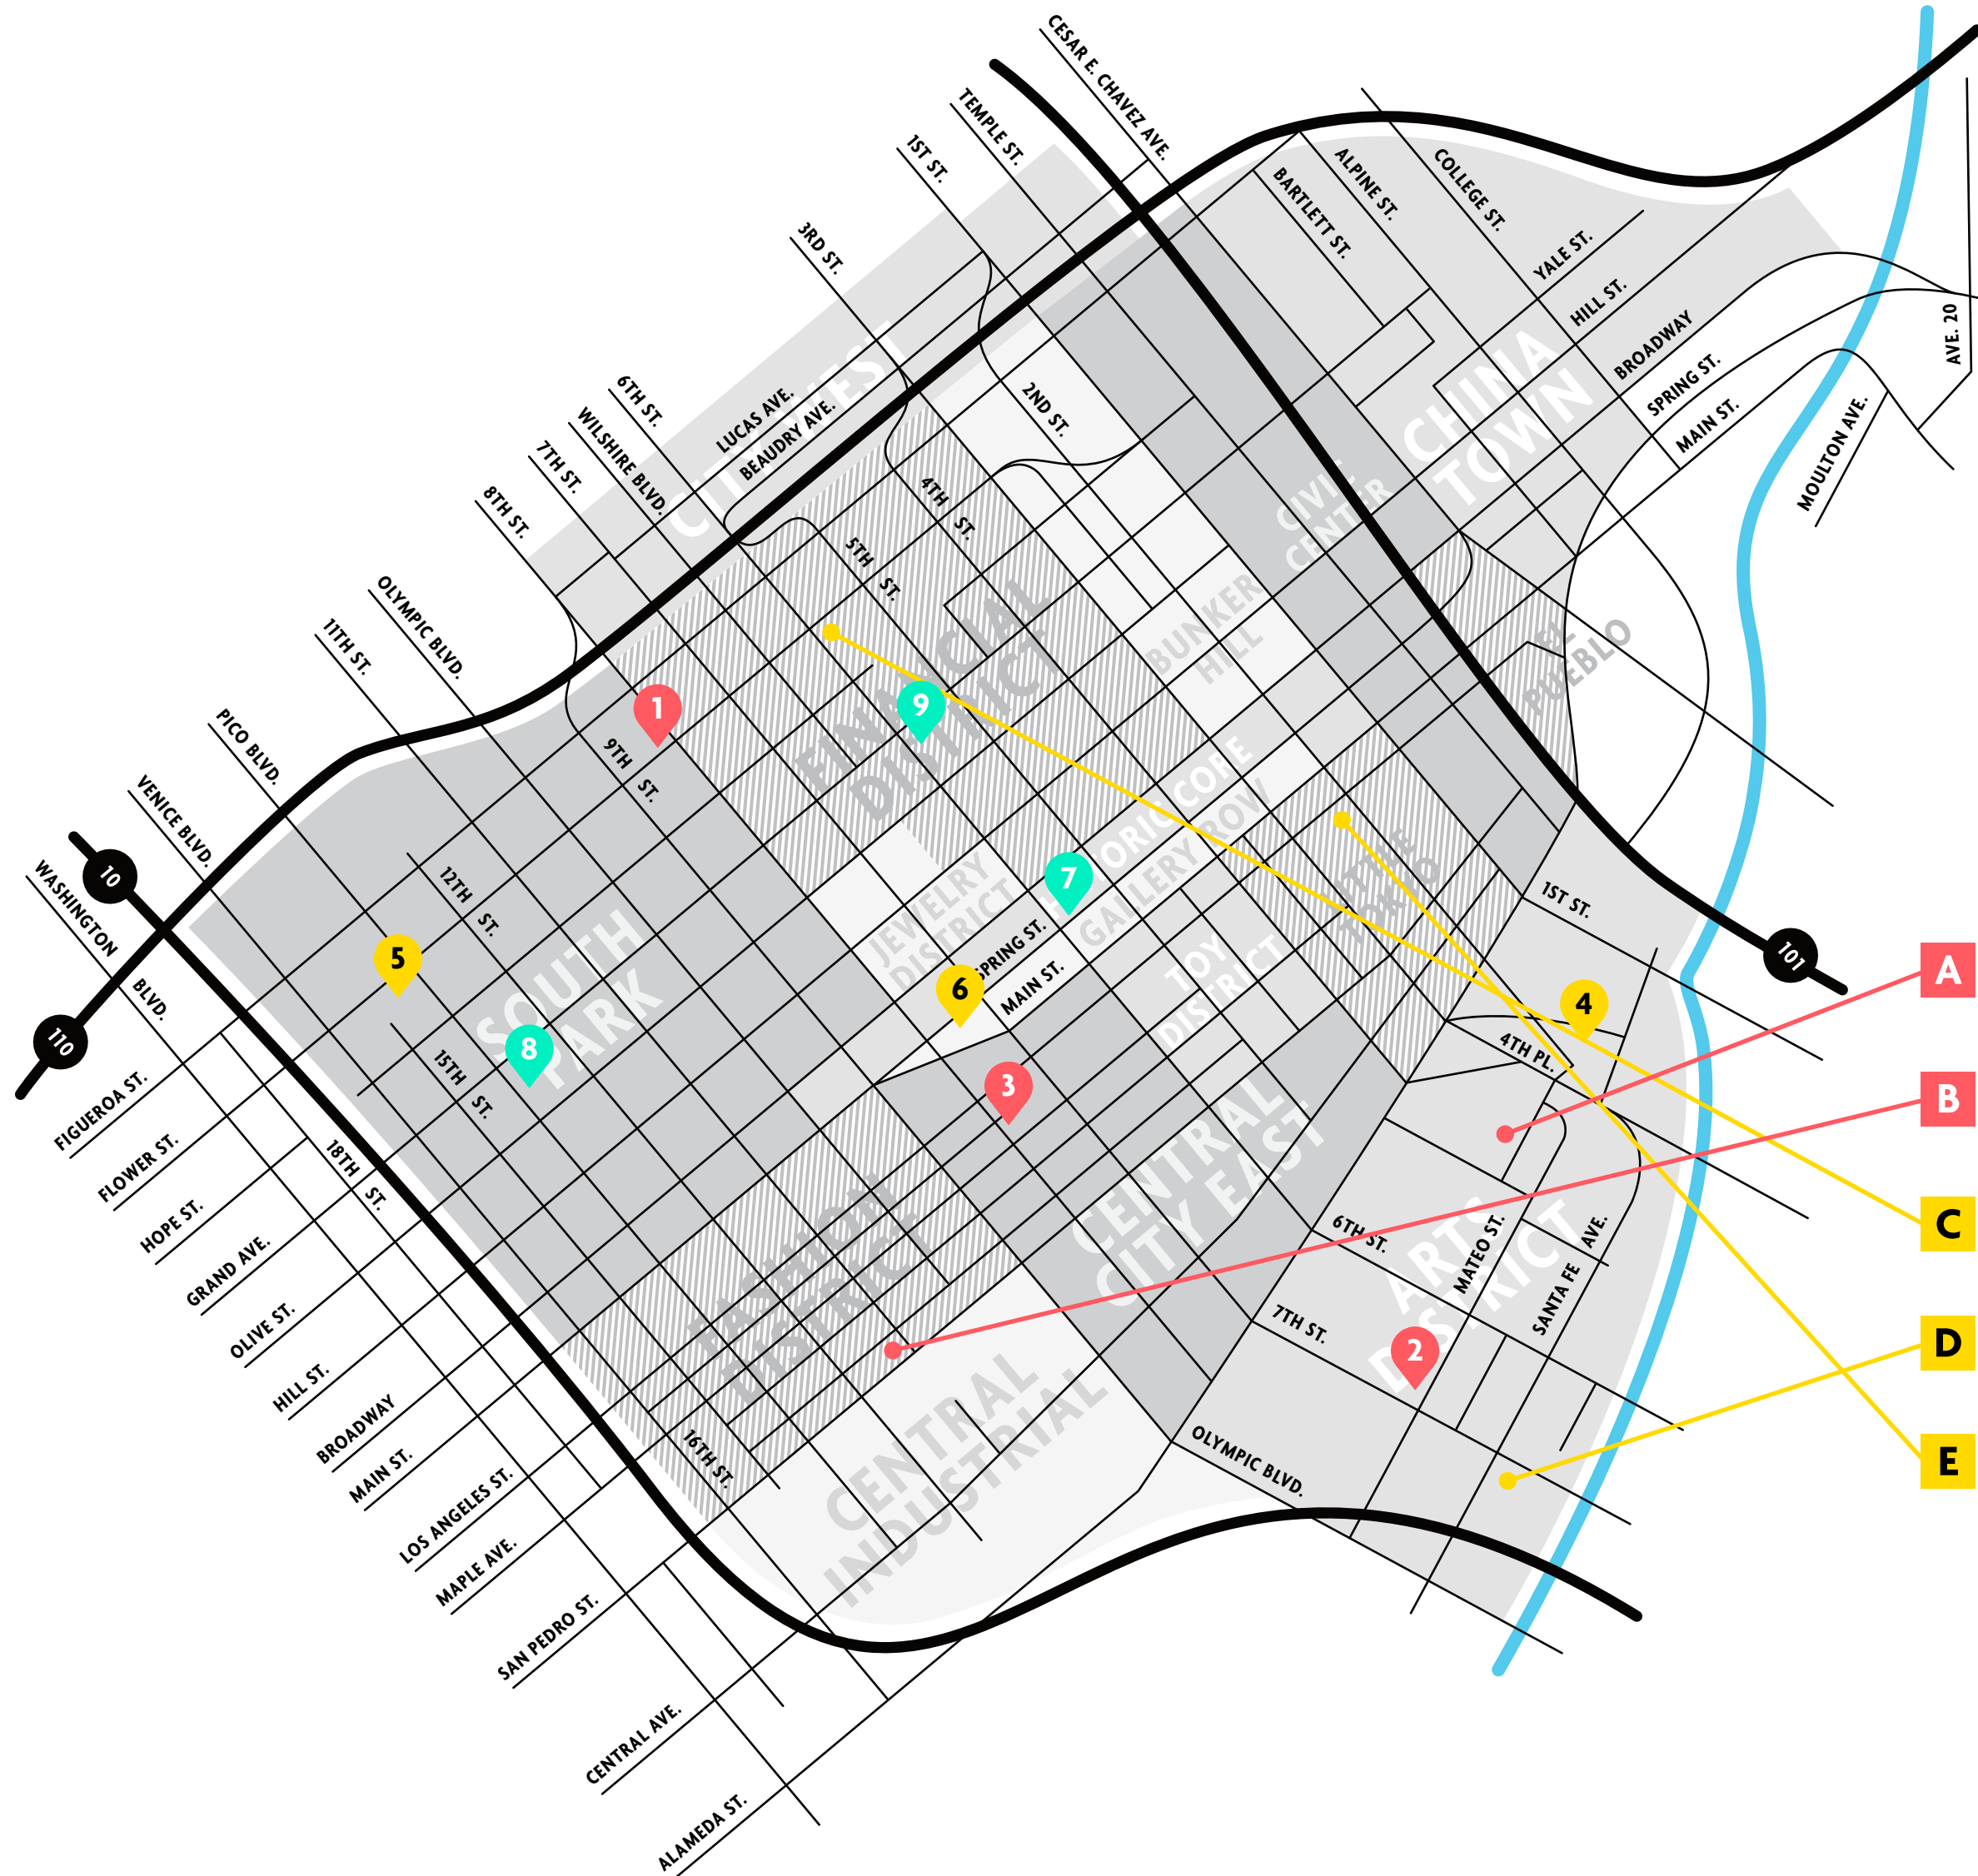 CESAR E. CHAVEZ AVE.
TEMPLE ST.
1ST ST.
3RD ST.
BARTLETT ST.
ALPINE ST.
COLLEGE ST.
YALE ST.
HILL ST.
BROADWAY
SPRING ST.
MAIN ST.
AVE. 20
MOULTON AVE.
CHINA
TOWN
2ND ST.
LUCAS AVE.
BEAUDRY AVE.
6TH ST.
WILSHIRE BLVD.
7TH ST.
8TH ST.
4TH ST.
5TH ST.
CIVIC
CENTER
BUNKER
HILL
PUEBLO
FINANCIAL
DISTRICT
OLYMPIC BLVD.
11TH ST.
PICO BLVD.
VENICE BLVD.
WASHINGTON BLVD.
9TH ST.
12TH ST.
15TH ST.
18TH ST.
16TH ST.
10
110
101
1
9
7
5
8
6
3
4
2
GALLERY ROW
JEWELRY
DISTRICT
SPRING ST.
MAIN ST.
TOY
DISTRICT
SOUTH
PARK
1ST ST.
4TH PL.
6TH ST.
7TH ST.
OLYMPIC BLVD.
MATEO ST.
SANTA FE AVE.
CENTRAL
CITY EAST
ARTS
DISTRICT
FASHION
DISTRICT
CENTRAL
INDUSTRIAL
FIGUEROA ST.
FLOWER ST.
HOPE ST.
GRAND AVE.
OLIVE ST.
HILL ST.
BROADWAY
MAIN ST.
LOS ANGELES ST.
MAPLE AVE.
SAN PEDRO ST.
CENTRAL AVE.
ALAMEDA ST.
A
B
C
D
E